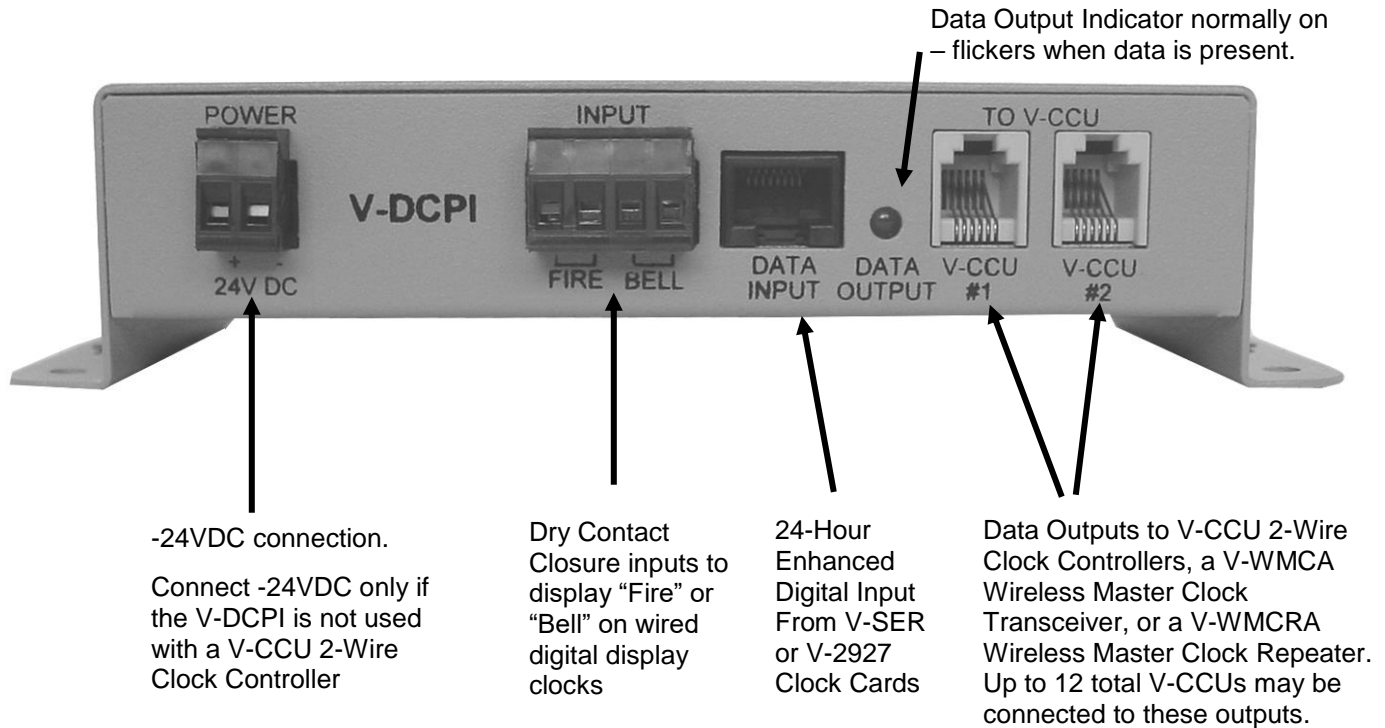 Data Output Indicator normally on
– flickers when data is present.
POWER
INPUT
TO V-CCU
V-DCPI
+ -
24V DC
FIRE BELL
DATA
INPUT
DATA
OUTPUT
V-CCU
#1
V-CCU
#2
-24VDC connection.
Connect -24VDC only if
the V-DCPI is not used
with a V-CCU 2-Wire
Clock Controller
Dry Contact
Closure inputs to
display “Fire” or
“Bell” on wired
digital display
clocks
24-Hour
Enhanced
Digital Input
From V-SER
or V-2927
Clock Cards
Data Outputs to V-CCU 2-Wire
Clock Controllers, a V-WMCA
Wireless Master Clock
Transceiver, or a V-WMCRA
Wireless Master Clock Repeater.
Up to 12 total V-CCUs may be
connected to these outputs.